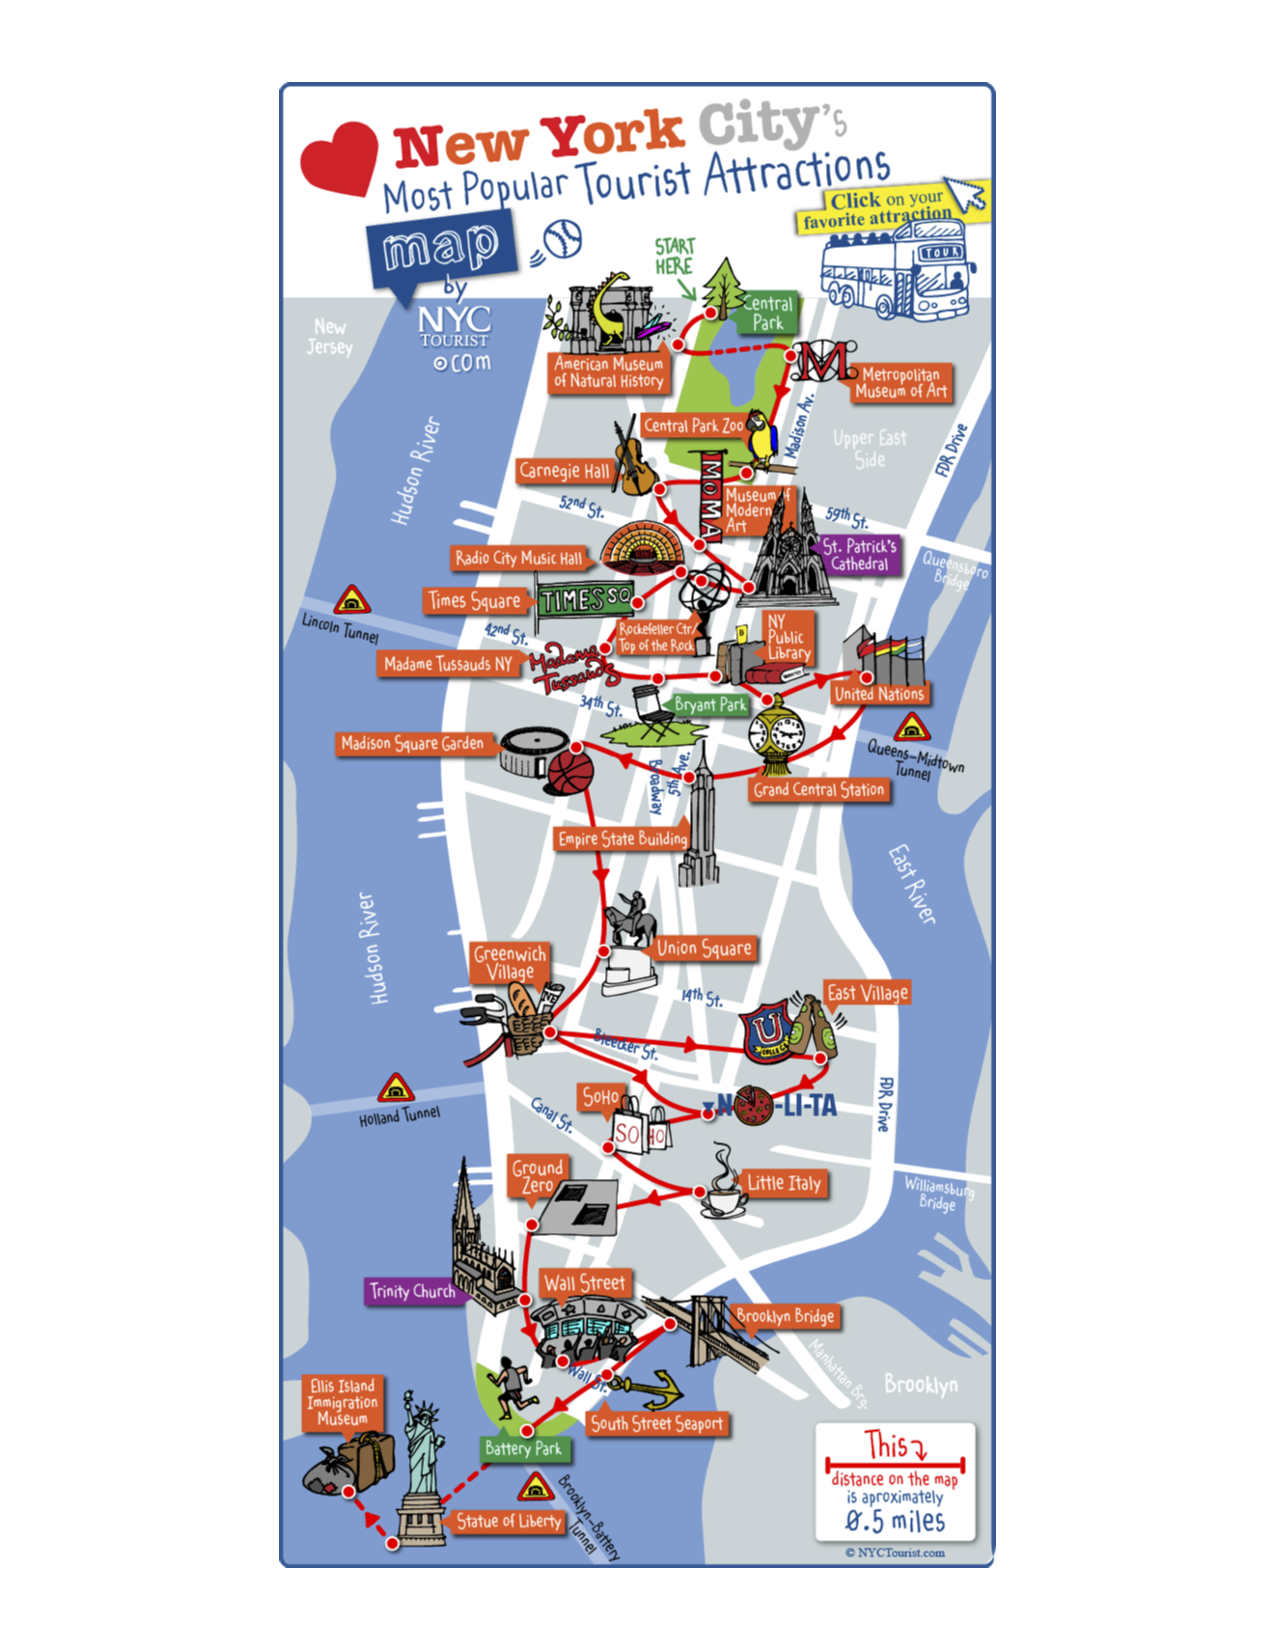 New York City's
Most Popular Tourist Attractions
map
by
NYC
TOURIST
.com
Click on your
favorite attraction
TOUR
START
HERE
Central
Park
New
Jersey
American Museum
of Natural History
M
Metropolitan
Museum of Art
Madison Av.
Central Park Zoo
Upper East
Side
FDR Drive
Hudson River
Carnegie Hall
MOMA
Museum of
Modern
Art
52nd St.
59th St.
St. Patrick's
Cathedral
Radio City Music Hall
Queensboro
Bridge
Times Square
TIMES SQ
Lincoln Tunnel
42nd St.
Rockefeller Ctr/
Top of the Rock
NY
Public
Library
Madame Tussauds NY
Madame
Tussauds
United Nations
34th St.
Bryant Park
Madison Square Garden
Queens-Midtown
Tunnel
Broadway
5th Ave.
Grand Central Station
Empire State Building
East River
Hudson River
Union Square
Greenwich
Village
NE
14th St.
East Village
U
COLLEGE
Bleecker St.
Holland Tunnel
SoHo
SO HO
NO-LI-TA
FDR Drive
Canal St.
Ground
Zero
Little Italy
Williamsburg
Bridge
Trinity Church
Wall Street
Brooklyn Bridge
Wall St.
Manhattan Brg.
Brooklyn
Ellis Island
Immigration
Museum
South Street Seaport
Battery Park
Statue of Liberty
Brooklyn-Battery
Tunnel
This
distance on the map
is aproximately
0.5 miles
© NYCTourist.com